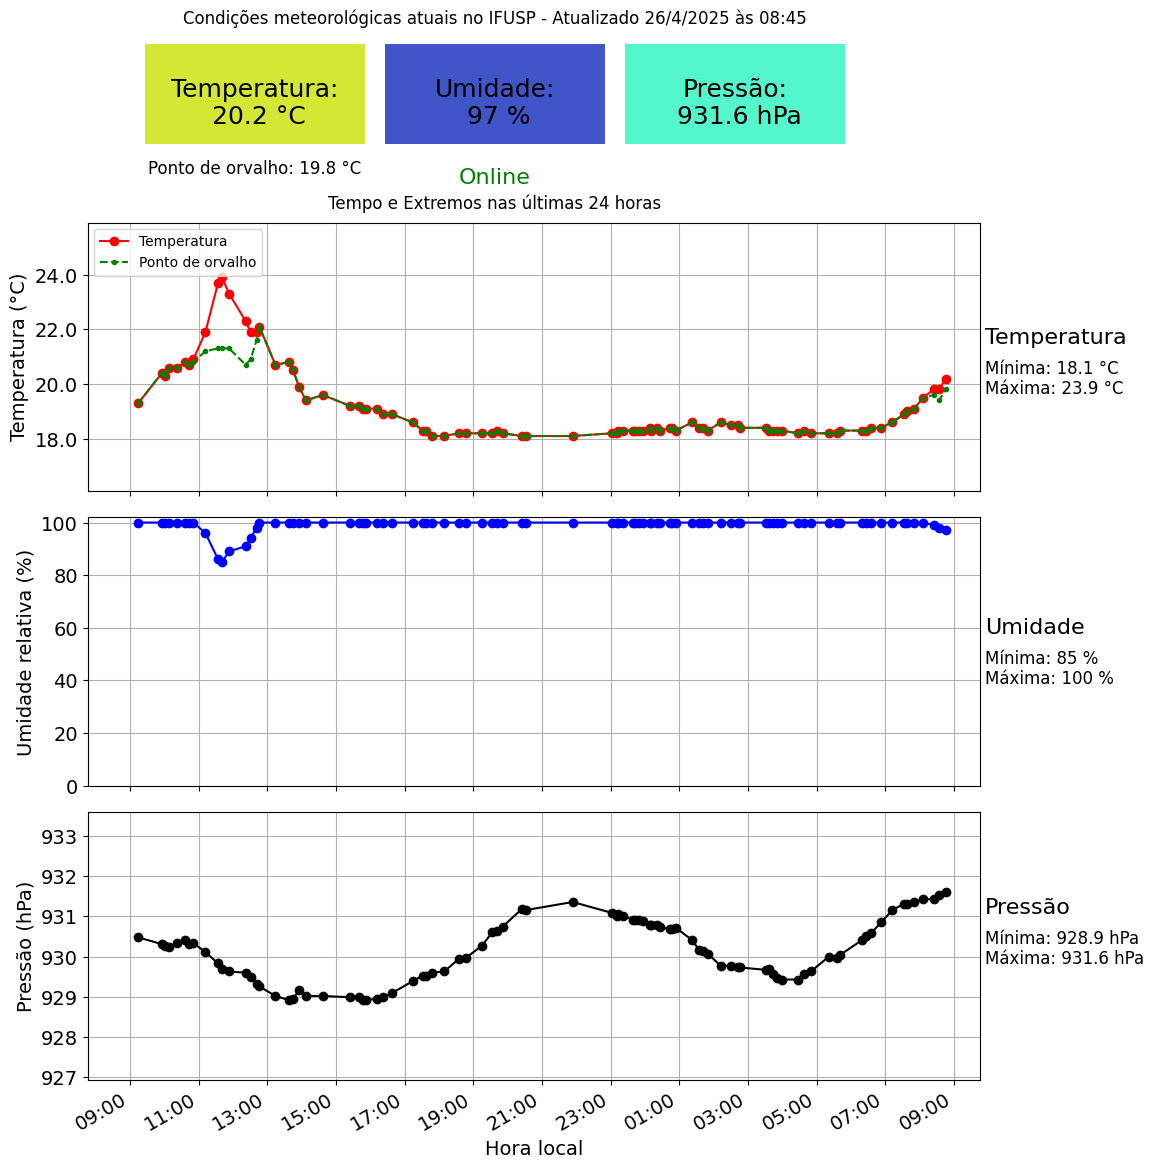 Condições meteorológicas atuais no IFUSP - Atualizado 26/4/2025 às 08:45
Temperatura:
20.2 °C
Umidade:
97 %
Pressão:
931.6 hPa
Ponto de orvalho: 19.8 °C
Online
Tempo e Extremos nas últimas 24 horas
Temperatura
Ponto de orvalho
Temperatura (°C)
24.0
22.0
20.0
18.0
Temperatura
Mínima: 18.1 °C
Máxima: 23.9 °C
Umidade relativa (%)
100
80
60
40
20
0
Umidade
Mínima: 85 %
Máxima: 100 %
Pressão (hPa)
933
932
931
930
929
928
927
Pressão
Mínima: 928.9 hPa
Máxima: 931.6 hPa
09:00
11:00
13:00
15:00
17:00
19:00
21:00
23:00
01:00
03:00
05:00
07:00
09:00
Hora local